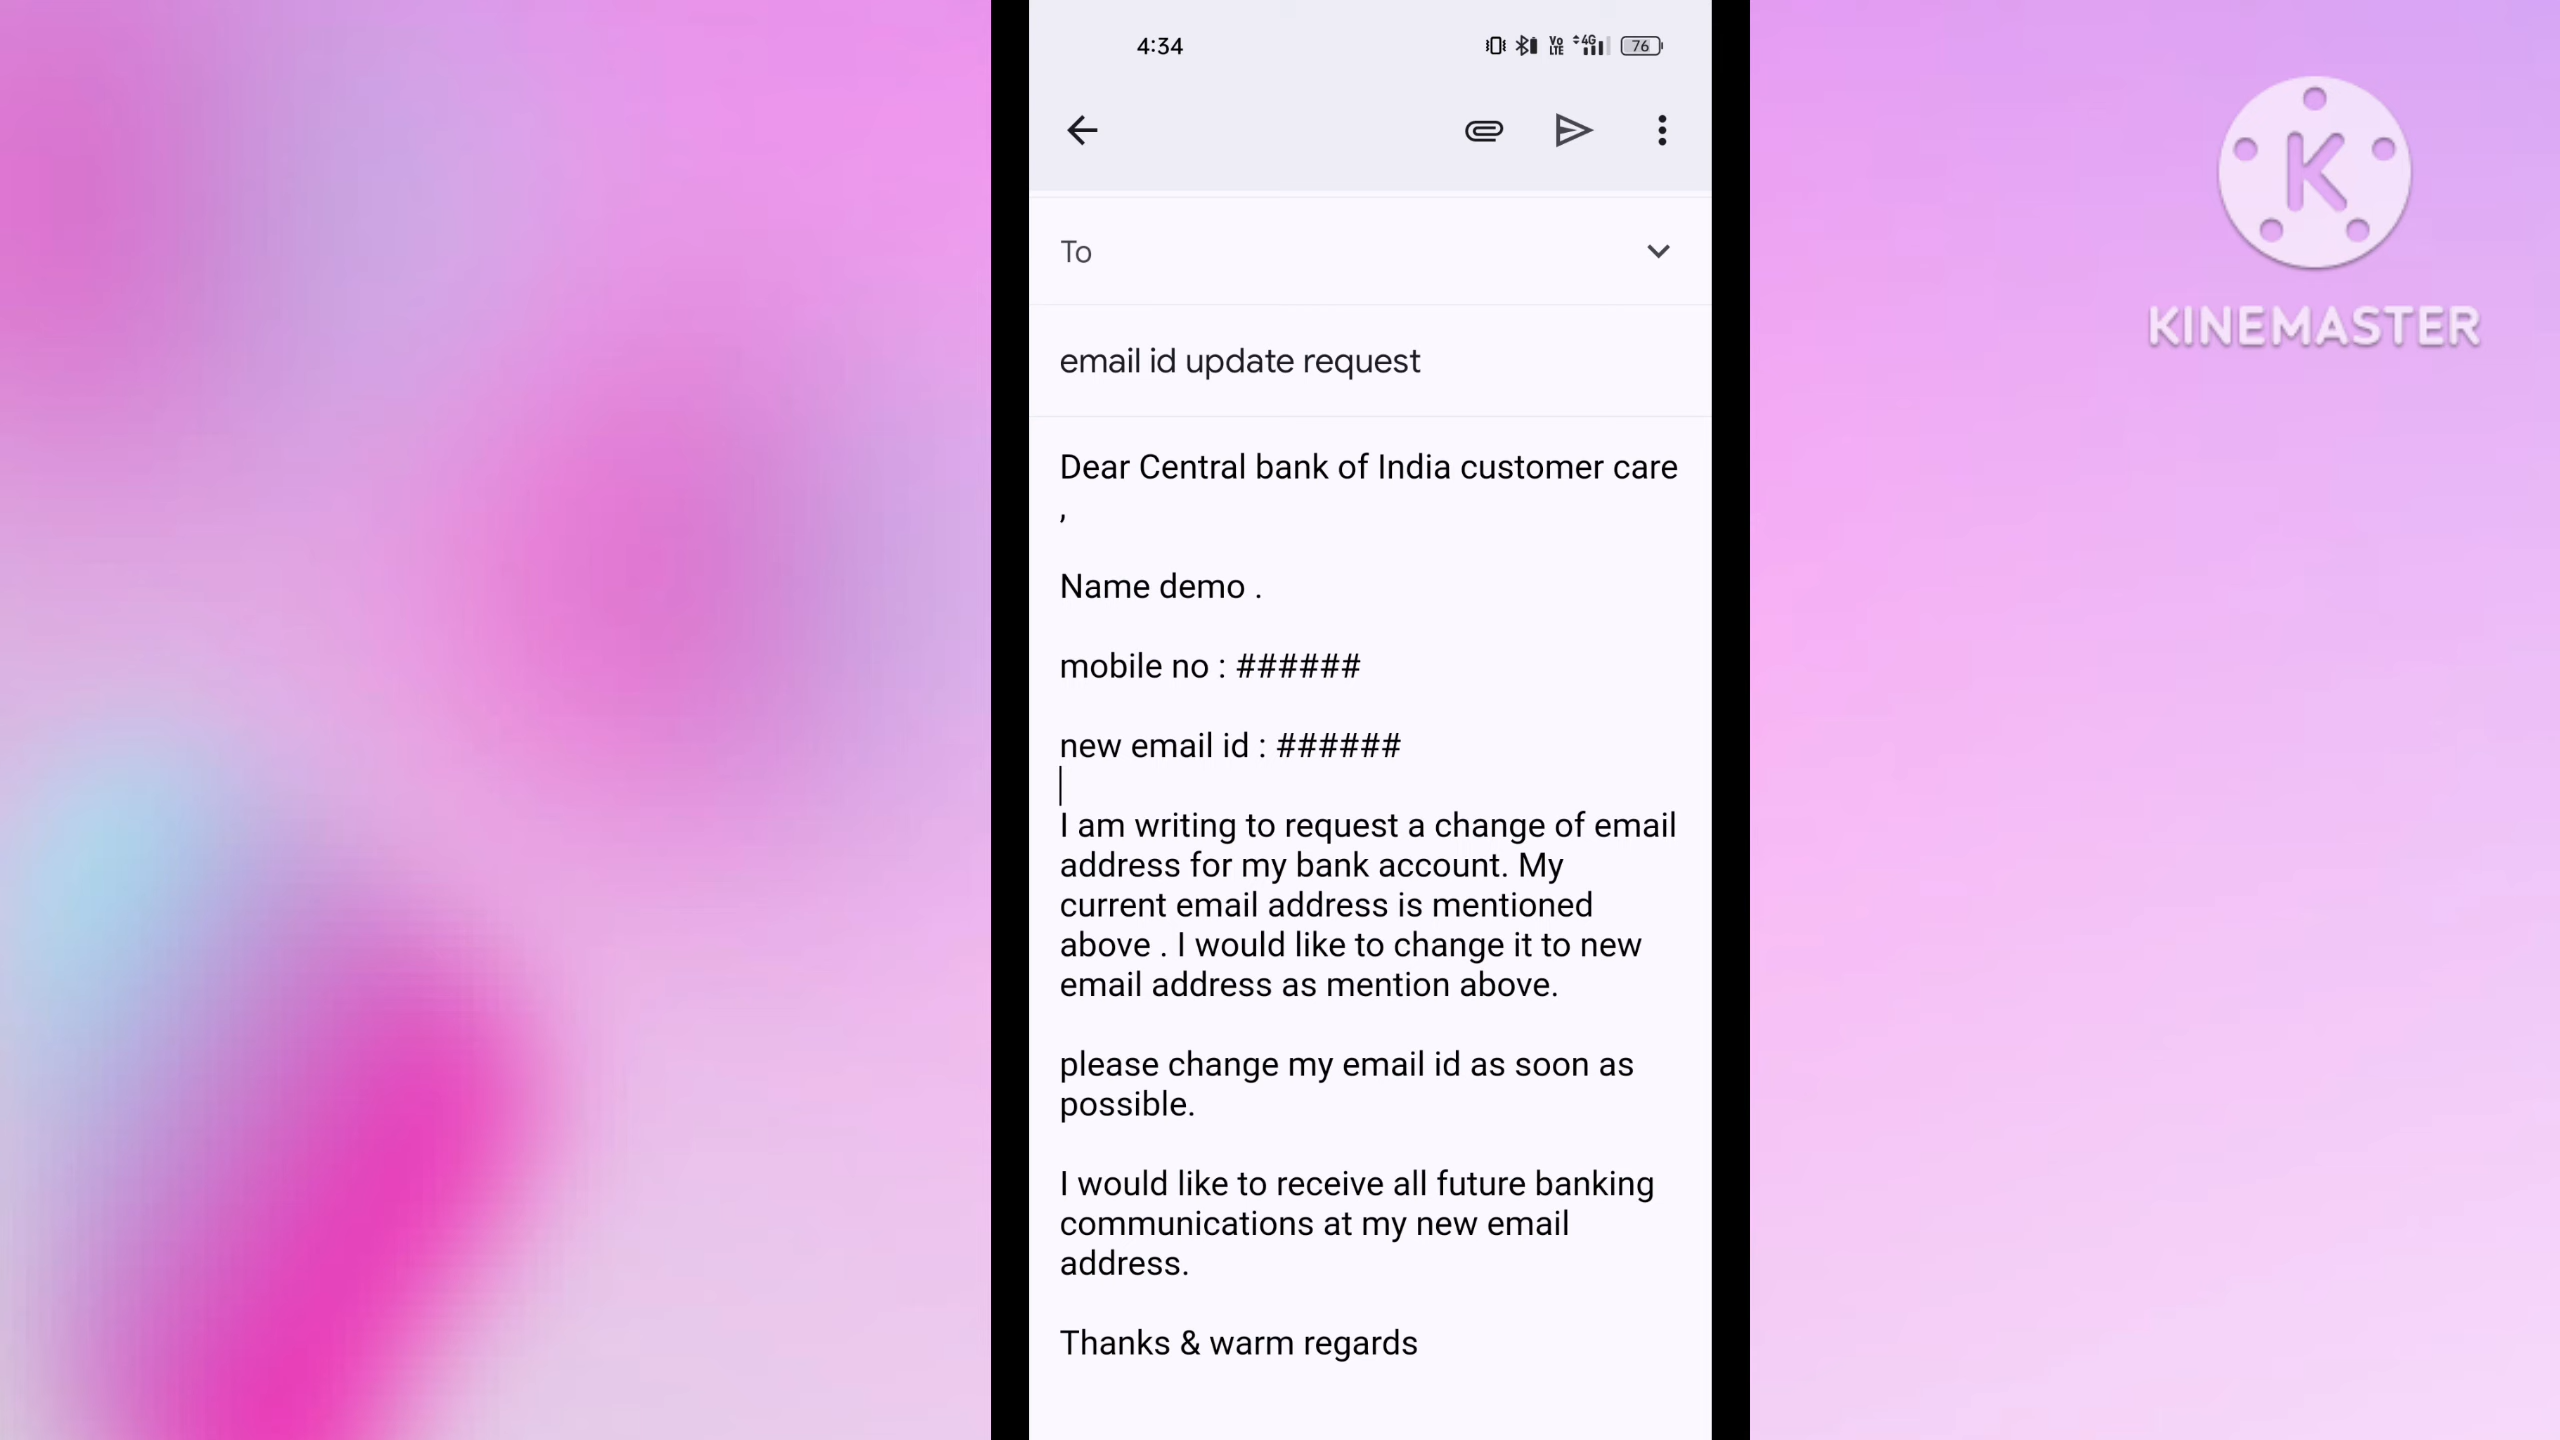 4:34
Vo LTE 4G 76
K
KINEMASTER
To
email id update request
Dear Central bank of India customer care
,
Name demo .
mobile no : ######
new email id : ######
I am writing to request a change of email
address for my bank account. My
current email address is mentioned
above . I would like to change it to new
email address as mention above.
please change my email id as soon as
possible.
I would like to receive all future banking
communications at my new email
address.
Thanks & warm regards